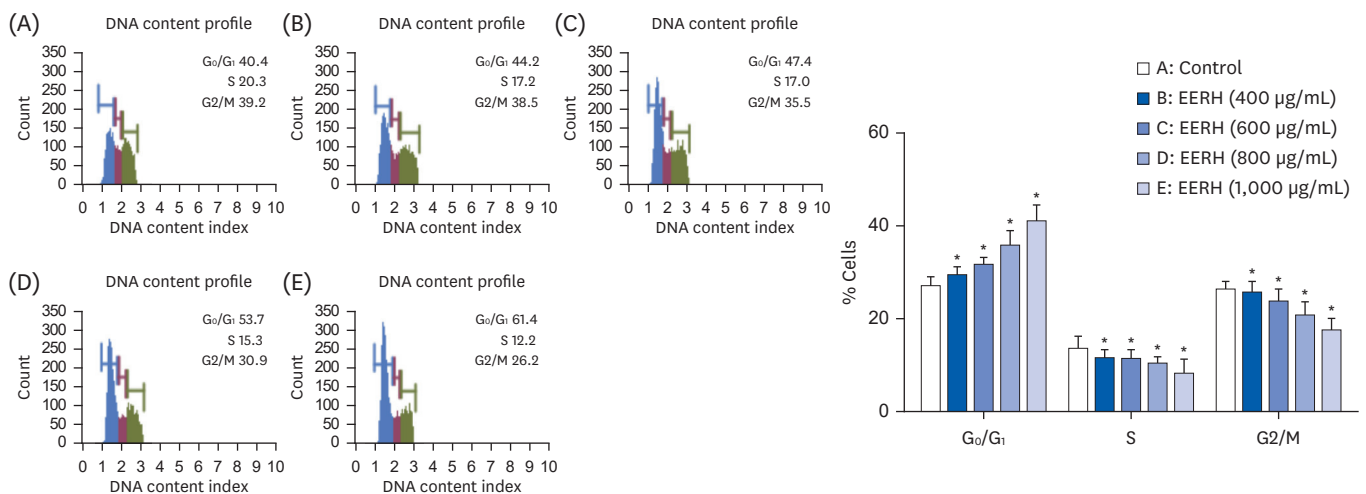 (A)
DNA content profile
G₀/G₁ 40.4
S 20.3
G2/M 39.2
Count
350
300
250
200
150
100
50
0
0 1 2 3 4 5 6 7 8 9 10
DNA content index
(B)
DNA content profile
G₀/G₁ 44.2
S 17.2
G2/M 38.5
Count
350
300
250
200
150
100
50
0
0 1 2 3 4 5 6 7 8 9 10
DNA content index
(C)
DNA content profile
G₀/G₁ 47.4
S 17.0
G2/M 35.5
Count
350
300
250
200
150
100
50
0
0 1 2 3 4 5 6 7 8 9 10
DNA content index
(D)
DNA content profile
G₀/G₁ 53.7
S 15.3
G2/M 30.9
Count
350
300
250
200
150
100
50
0
0 1 2 3 4 5 6 7 8 9 10
DNA content index
(E)
DNA content profile
G₀/G₁ 61.4
S 12.2
G2/M 26.2
Count
350
300
250
200
150
100
50
0
0 1 2 3 4 5 6 7 8 9 10
DNA content index
A: Control
B: EERH (400 µg/mL)
C: EERH (600 µg/mL)
D: EERH (800 µg/mL)
E: EERH (1,000 µg/mL)
% Cells
60
40
20
0
* * * *
* * * *
* * * *
G₀/G₁ S G2/M